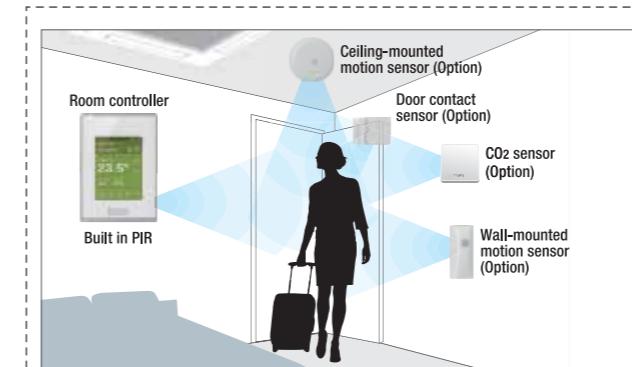 Ceiling-mounted
motion sensor (Option)
Room controller
Door contact
sensor (Option)
23.5°
CO2 sensor
(Option)
Built in PIR
Wall-mounted
motion sensor
(Option)